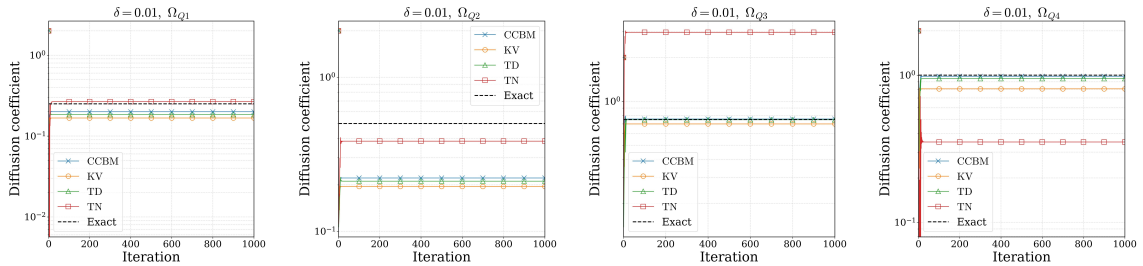 δ = 0.01, Ω_Q1
Diffusion coefficient
10^0
10^−1
10^−2
CCBM
KV
TD
TN
Exact
0 200 400 600 800 1000
Iteration
δ = 0.01, Ω_Q2
Diffusion coefficient
10^0
10^−1
CCBM
KV
TD
TN
Exact
0 200 400 600 800 1000
Iteration
δ = 0.01, Ω_Q3
Diffusion coefficient
10^0
CCBM
KV
TD
TN
Exact
0 200 400 600 800 1000
Iteration
δ = 0.01, Ω_Q4
Diffusion coefficient
10^0
10^−1
CCBM
KV
TD
TN
Exact
0 200 400 600 800 1000
Iteration